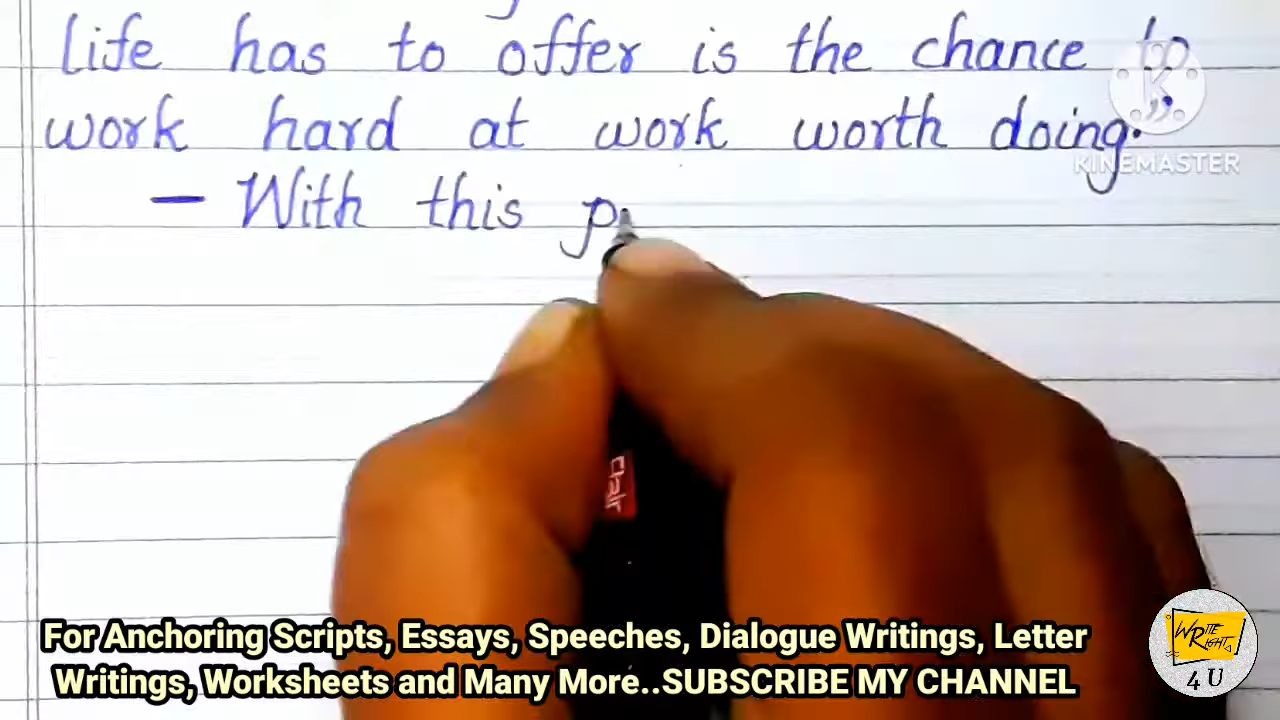 life has to offer is the chance to
work hard at work worth doing."
— With this p
KINEMASTER
Clair
For Anchoring Scripts, Essays, Speeches, Dialogue Writings, Letter
Writings, Worksheets and Many More..SUBSCRIBE MY CHANNEL
WRITE
RIGHT
4 U